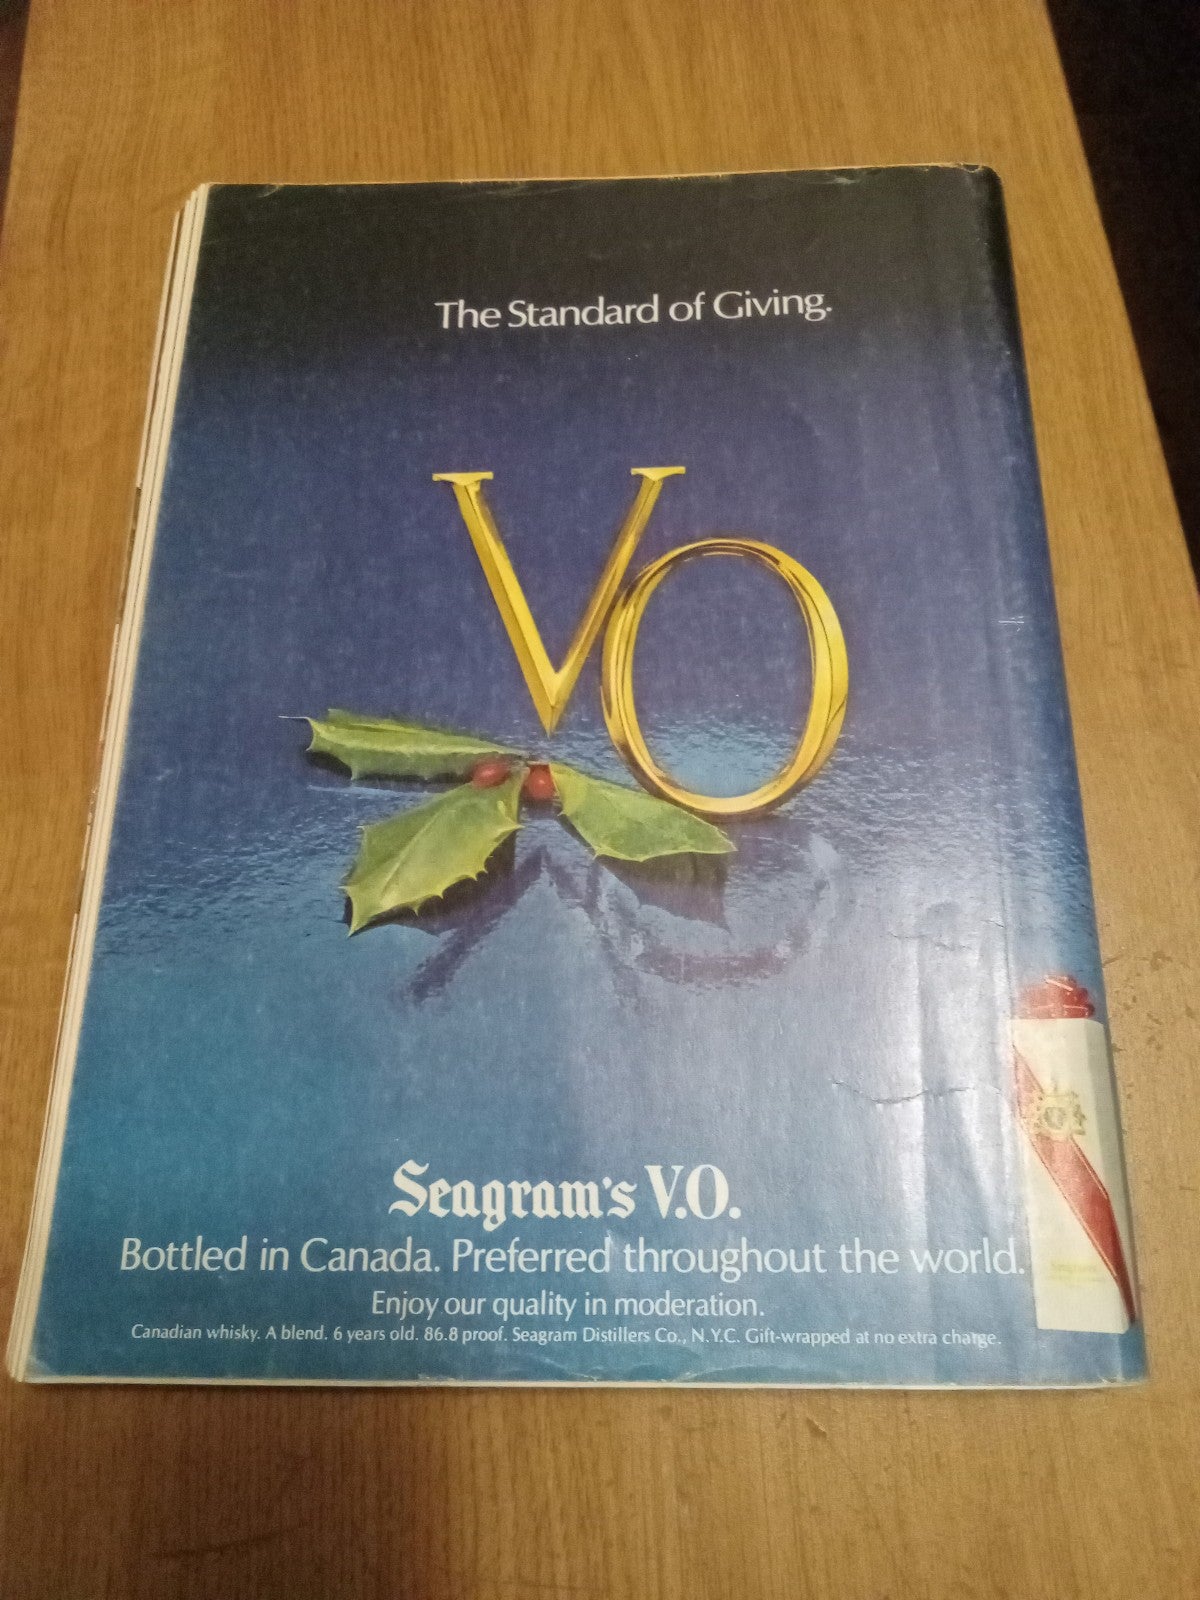 The Standard of Giving.
VO
Seagram's V.O.
Bottled in Canada. Preferred throughout the world.
Enjoy our quality in moderation.
Canadian whisky. A blend. 6 years old. 86.8 proof. Seagram Distillers Co., N.Y.C. Gift-wrapped at no extra charge.